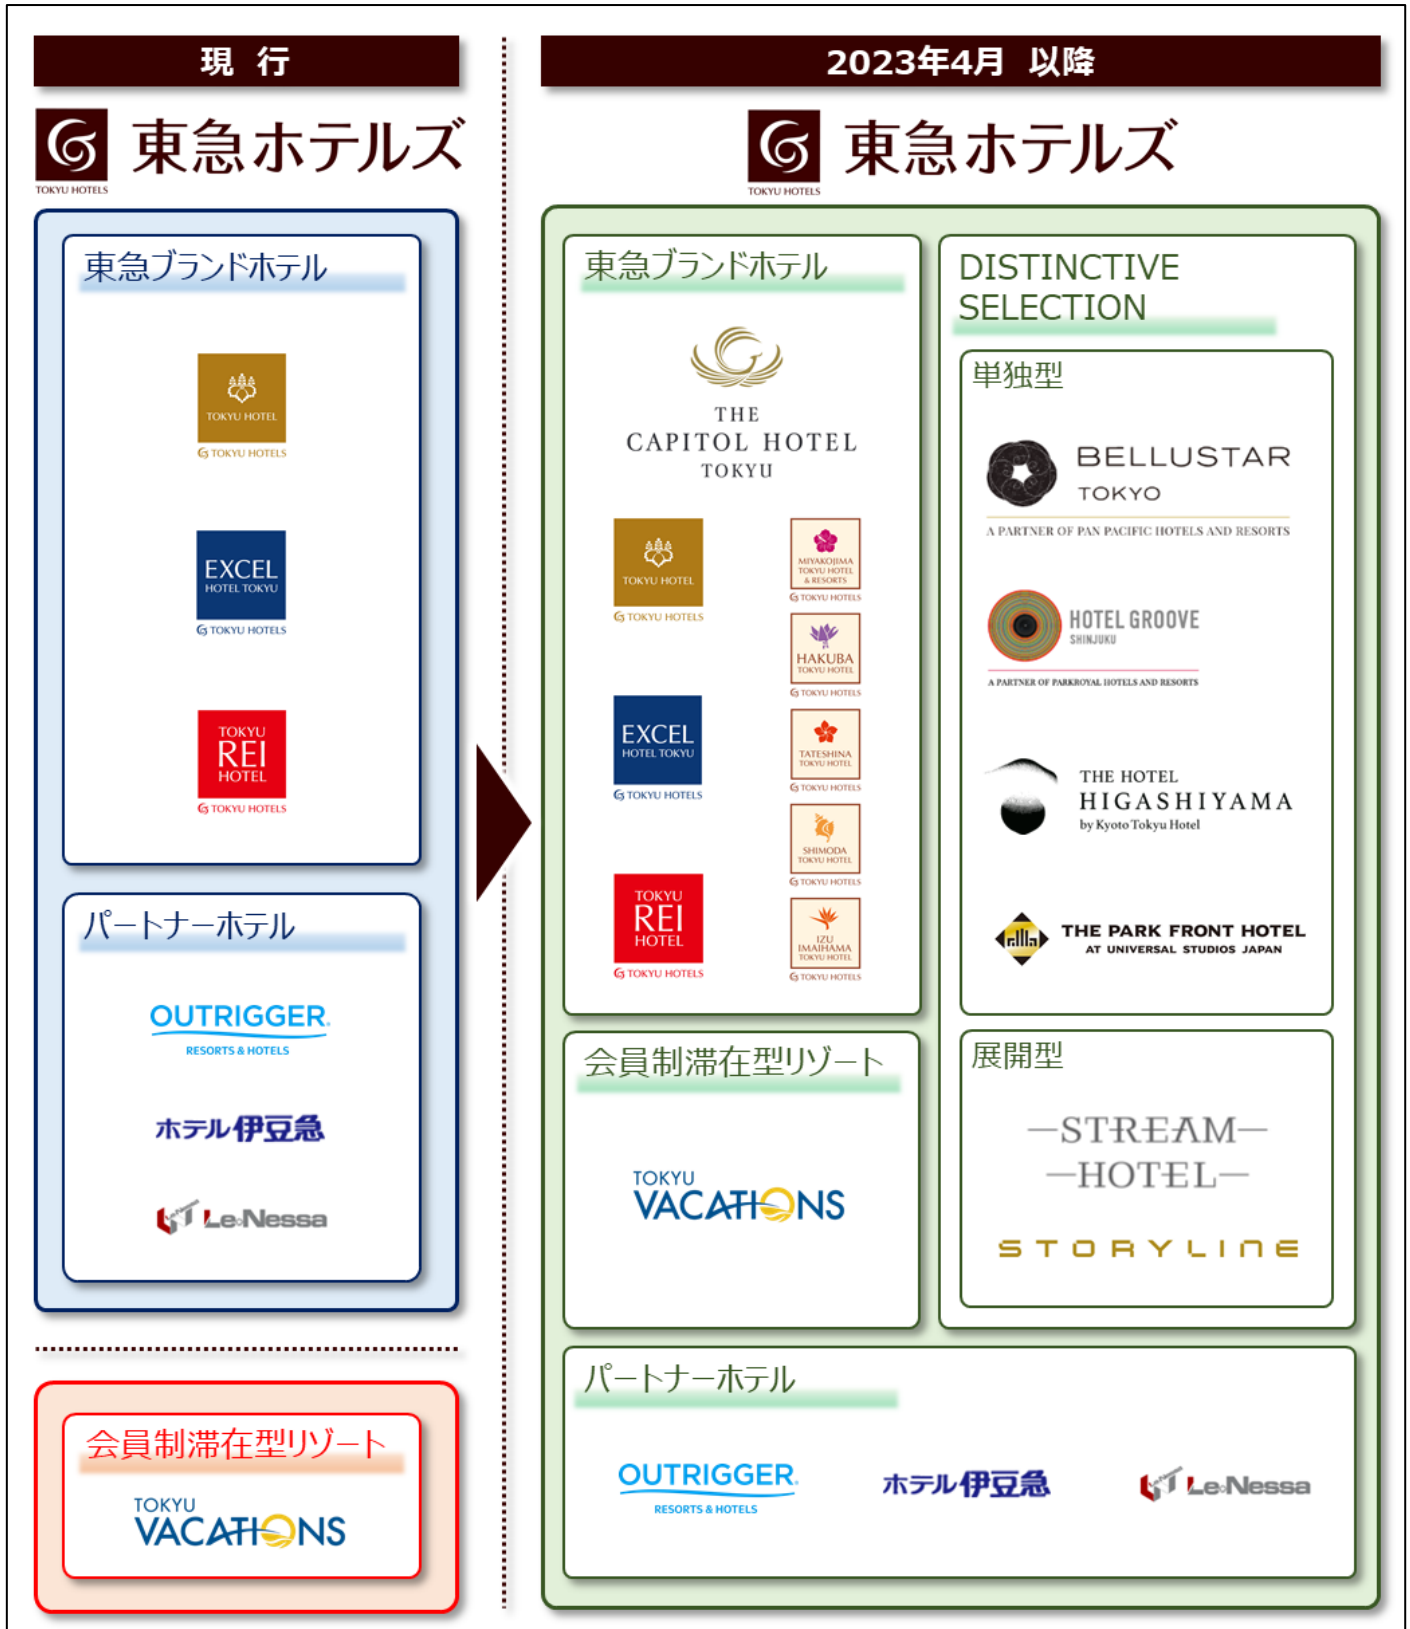 現 行
東急ホテルズ
TOKYU HOTELS
東急ブランドホテル
TOKYU HOTEL
TOKYU HOTELS
EXCEL
HOTEL TOKYU
TOKYU HOTELS
TOKYU
REI
HOTEL
TOKYU HOTELS
パートナーホテル
OUTRIGGER
RESORTS & HOTELS
ホテル伊豆急
Le Nessa
会員制滞在型リゾート
TOKYU
VACATIONS
2023年4月 以降
東急ホテルズ
TOKYU HOTELS
東急ブランドホテル
THE
CAPITOL HOTEL
TOKYU
TOKYU HOTEL
TOKYU HOTELS
EXCEL
HOTEL TOKYU
TOKYU HOTELS
TOKYU
REI
HOTEL
TOKYU HOTELS
MIYAKOJIMA
TOKYU HOTEL
& RESORTS
TOKYU HOTELS
HAKUBA
TOKYU HOTEL
TOKYU HOTELS
TATESHINA
TOKYU HOTEL
TOKYU HOTELS
SHIMODA
TOKYU HOTEL
TOKYU HOTELS
IZU
IMAIHAMA
TOKYU HOTEL
TOKYU HOTELS
会員制滞在型リゾート
TOKYU
VACATIONS
DISTINCTIVE
SELECTION
単独型
BELLUSTAR
TOKYO
A PARTNER OF PAN PACIFIC HOTELS AND RESORTS
HOTEL GROOVE
SHINJUKU
A PARTNER OF PARKROYAL HOTELS AND RESORTS
THE HOTEL
HIGASHIYAMA
by Kyoto Tokyu Hotel
THE PARK FRONT HOTEL
AT UNIVERSAL STUDIOS JAPAN
展開型
—STREAM—
—HOTEL—
STORYLINE
パートナーホテル
OUTRIGGER
RESORTS & HOTELS
ホテル伊豆急
Le Nessa